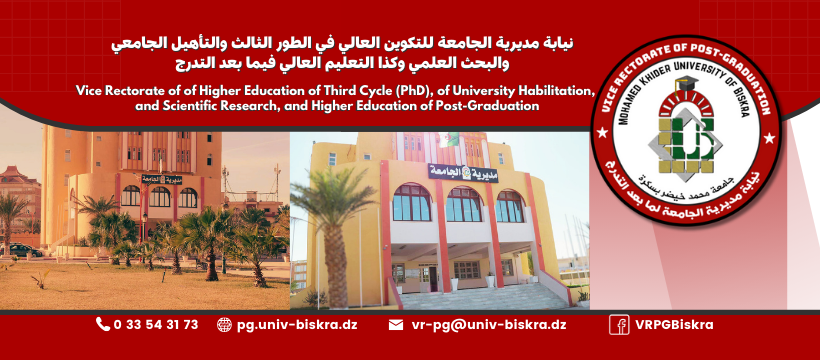 نيابة مديرية الجامعة للتكوين العالي في الطور الثالث والتأهيل الجامعي
والبحث العلمي وكذا التعليم العالي فيما بعد التدرج
Vice Rectorate of of Higher Education of Third Cycle (PhD), of University Habilitation,
and Scientific Research, and Higher Education of Post-Graduation
VICE RECTORATE OF POST-GRADUATION
MOHAMED KHIDER UNIVERSITY OF BISKRA
جامعة محمد خيضر بسكرة
نيابة مديرية الجامعة لما بعد التدرج
مديرية الجامعة
مديرية الجامعة
0 33 54 31 73
pg.univ-biskra.dz
vr-pg@univ-biskra.dz
VRPGBiskra